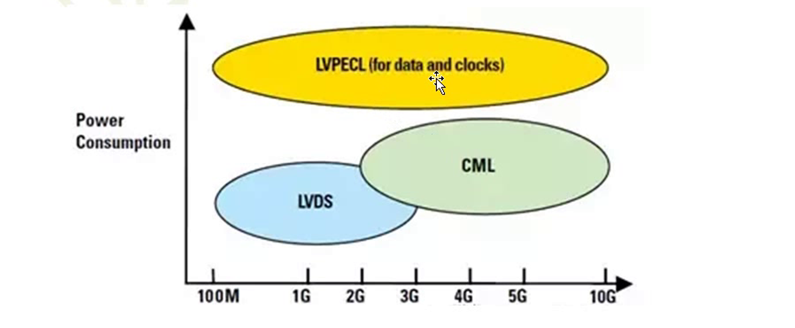 LVPECL (for data and clocks)
Power
Consumption
CML
LVDS
100M 1G 2G 3G 4G 5G 10G